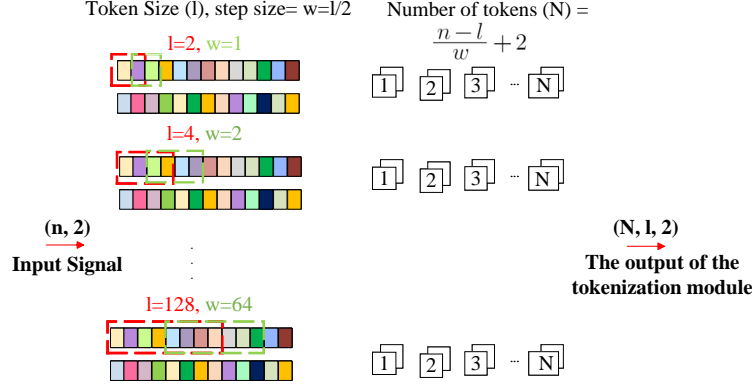 Token Size (l), step size= w=l/2
Number of tokens (N) =
\frac{n-l}{w}+2
l=2, w=1
1 2 3 ... N
l=4, w=2
1 2 3 ... N
(n, 2)
Input Signal
(N, l, 2)
The output of the
tokenization module
l=128, w=64
1 2 3 ... N